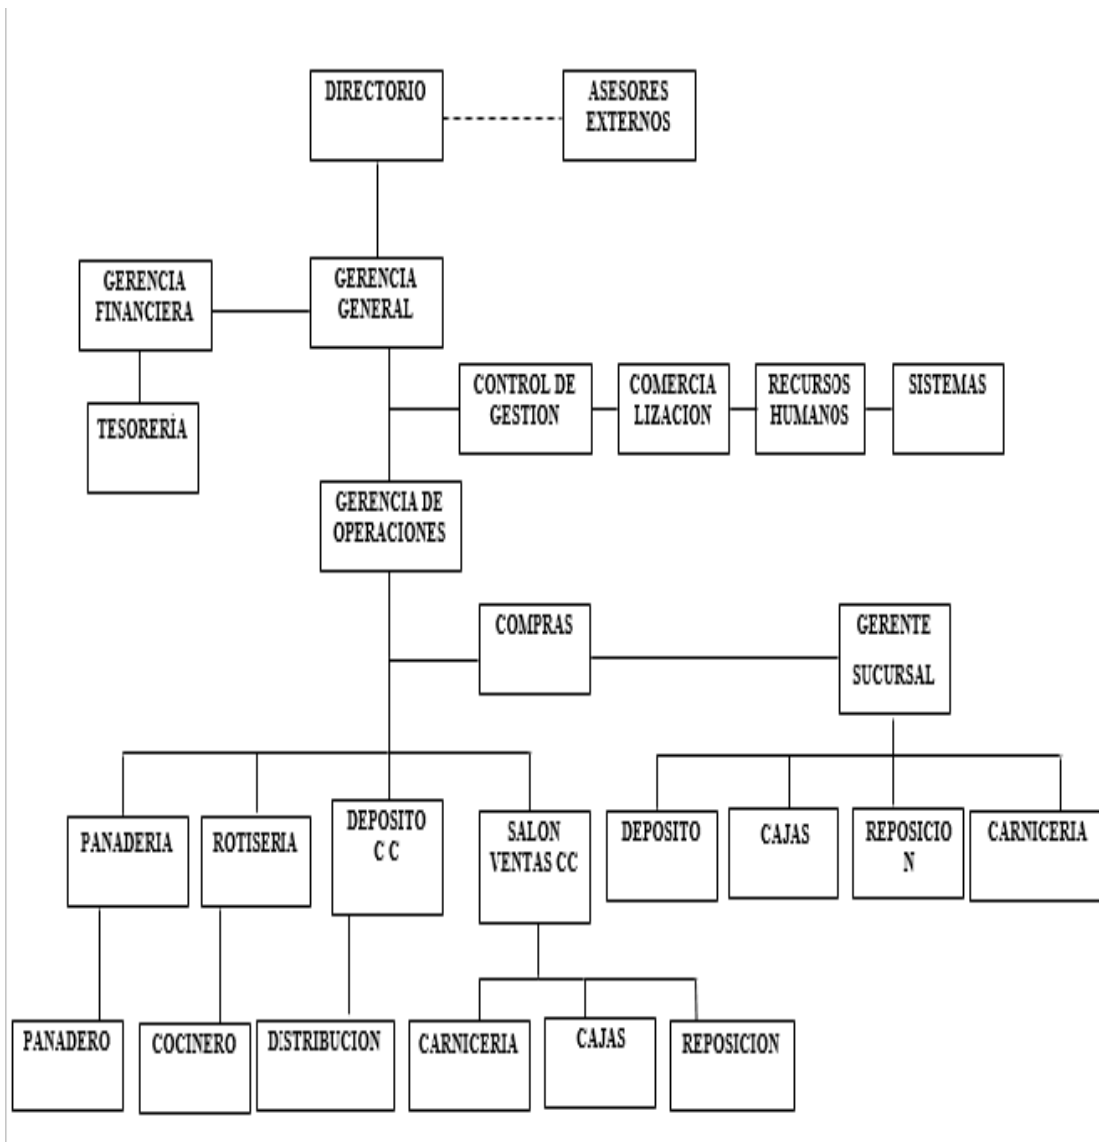 DIRECTORIO
ASESORES
EXTERNOS
GERENCIA
FINANCIERA
GERENCIA
GENERAL
TESORERÍA
CONTROL DE
GESTION
COMERCIA
LIZACION
RECURSOS
HUMANOS
SISTEMAS
GERENCIA DE
OPERACIONES
COMPRAS
GERENTE
SUCURSAL
PANADERIA
ROTISERIA
DEPOSITO
C C
SALON
VENTAS CC
DEPOSITO
CAJAS
REPOSICIO
N
CARNICERIA
PANADERO
COCINERO
DISTRIBUCION
CARNICERIA
CAJAS
REPOSICION